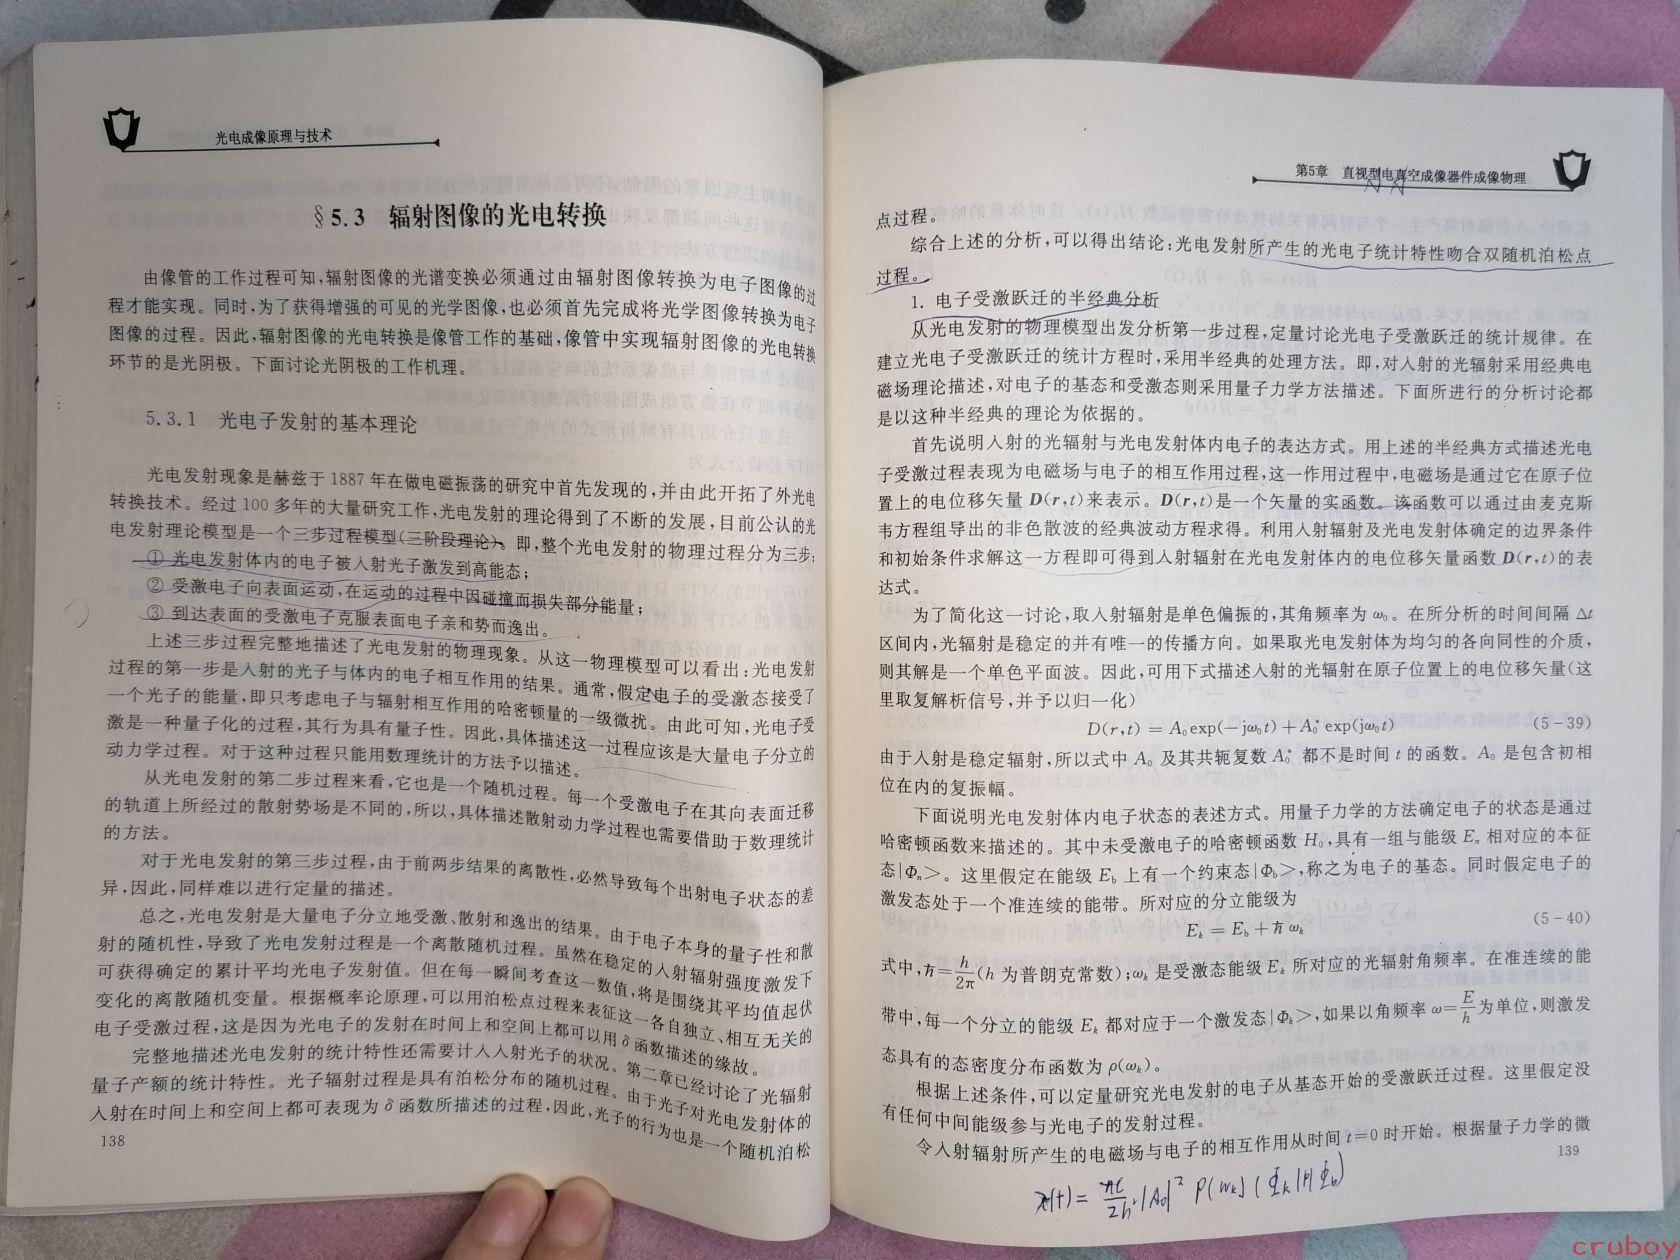 光电成像原理与技术
§5.3 辐射图像的光电转换
由像管的工作过程可知,辐射图像的光谱变换必须通过由辐射图像转换为电子图像的过
程才能实现。同时,为了获得增强的可见的光学图像,也必须首先完成将光学图像转换为电子
图像的过程。因此,辐射图像的光电转换是像管工作的基础,像管中实现辐射图像的光电转换
环节的是光阴极。下面讨论光阴极的工作机理。
5.3.1 光电子发射的基本理论
光电发射现象是赫兹于1887年在做电磁振荡的研究中首先发现的,并由此开拓了外光电
转换技术。经过100多年的大量研究工作,光电发射的理论得到了不断的发展,目前公认的光
电发射理论模型是一个三步过程模型(三阶段理论)。即,整个光电发射的物理过程分为三步:
① 光电发射体内的电子被入射光子激发到高能态;
② 受激电子向表面运动,在运动的过程中因碰撞而损失部分能量;
③ 到达表面的受激电子克服表面电子亲和势而逸出。
上述三步过程完整地描述了光电发射的物理现象。从这一物理模型可以看出:光电发射
过程的第一步是入射的光子与体内的电子相互作用的结果。通常,假定电子的受激态接受了
一个光子的能量,即只考虑电子与辐射相互作用的哈密顿量的一级微扰。由此可知,光电子受
激是一种量子化的过程,其行为具有量子性。因此,具体描述这一过程应该是大量电子分立的
动力学过程。对于这种过程只能用数理统计的方法予以描述。
从光电发射的第二步过程来看,它也是一个随机过程。每一个受激电子在其向表面迁移
的轨道上所经过的散射势场是不同的,所以,具体描述散射动力学过程也需要借助于数理统计
的方法。
对于光电发射的第三步过程,由于前两步结果的离散性,必然导致每个出射电子状态的差
异,因此,同样难以进行定量的描述。
总之,光电发射是大量电子分立地受激、散射和逸出的结果。由于电子本身的量子性和散
射的随机性,导致了光电发射过程是一个离散随机过程。虽然在稳定的入射辐射强度激发下
可获得确定的累计平均光电子发射值。但在每一瞬间考查这一数值,将是围绕其平均值起伏
变化的离散随机变量。根据概率论原理,可以用泊松点过程来表征这一各自独立、相互无关的
电子受激过程,这是因为光电子的发射在时间上和空间上都可以用δ函数描述的缘故。
完整地描述光电发射的统计特性还需要计入入射光子的状况。第二章已经讨论了光辐射
量子产额的统计特性。光子辐射过程是具有泊松分布的随机过程。由于光子对光电发射体的
入射在时间上和空间上都可表现为δ函数所描述的过程,因此,光子的行为也是一个随机泊松
138
第5章 直视型电真空成像器件成像物理
点过程。
综合上述的分析,可以得出结论:光电发射所产生的光电子统计特性吻合双随机泊松点
过程。
1. 电子受激跃迁的半经典分析
从光电发射的物理模型出发分析第一步过程,定量讨论光电子受激跃迁的统计规律。在
建立光电子受激跃迁的统计方程时,采用半经典的处理方法。即,对入射的光辐射采用经典电
磁场理论描述,对电子的基态和受激态则采用量子力学方法描述。下面所进行的分析讨论都
是以这种半经典的理论为依据的。
首先说明入射的光辐射与光电发射体内电子的表达方式。用上述的半经典方式描述光电
子受激过程表现为电磁场与电子的相互作用过程,这一作用过程中,电磁场是通过它在原子位
置上的电位移矢量 D(r,t)来表示。D(r,t)是一个矢量的实函数。该函数可以通过由麦克斯
韦方程组导出的非色散波的经典波动方程求得。利用入射辐射及光电发射体确定的边界条件
和初始条件求解这一方程即可得到入射辐射在光电发射体内的电位移矢量函数 D(r,t)的表
达式。
为了简化这一讨论,取入射辐射是单色偏振的,其角频率为 ω₀。在所分析的时间间隔 Δt
区间内,光辐射是稳定的并有唯一的传播方向。如果取光电发射体为均匀的各向同性的介质,
则其解是一个单色平面波。因此,可用下式描述入射的光辐射在原子位置上的电位移矢量(这
里取复解析信号,并予以归一化)
D(r,t) = A₀exp(−jω₀t) + A₀* exp(jω₀t) (5-39)
由于入射是稳定辐射,所以式中 A₀ 及其共轭复数 A₀* 都不是时间 t 的函数。A₀ 是包含初相
位在内的复振幅。
下面说明光电发射体内电子状态的表述方式。用量子力学的方法确定电子的状态是通过
哈密顿函数来描述的。其中未受激电子的哈密顿函数 H₀,具有一组与能级 Eₙ 相对应的本征
态|Φₙ>。这里假定在能级 E_b 上有一个约束态|Φ_b>,称之为电子的基态。同时假定电子的
激发态处于一个准连续的能带。所对应的分立能级为
E_k = E_b + ħω_k (5-40)
式中,ħ=h/2π(h 为普朗克常数);ω_k 是受激态能级 E_k 所对应的光辐射角频率。在准连续的能
带中,每一个分立的能级 E_k 都对应于一个激发态|Φ_k>,如果以角频率 ω=E/h为单位,则激发
态具有的态密度分布函数为 ρ(ω_k)。
根据上述条件,可以定量研究光电发射的电子从基态开始的受激跃迁过程。这里假定没
有任何中间能级参与光电子的发射过程。
令入射辐射所产生的电磁场与电子的相互作用从时间 t=0 时开始。根据量子力学的微
139
cruboy